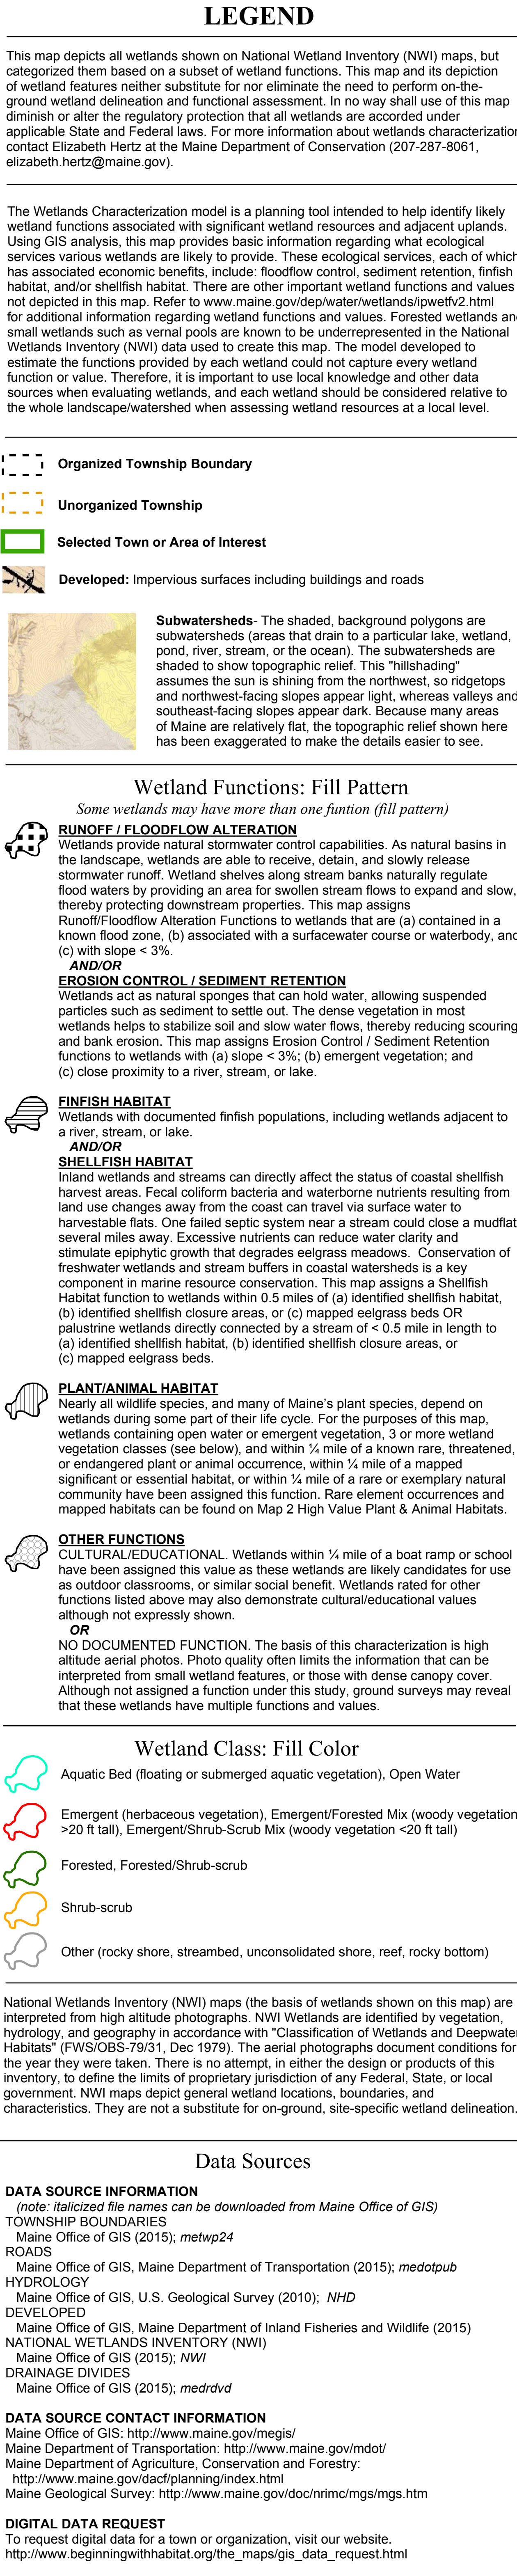 LEGEND
This map depicts all wetlands shown on National Wetland Inventory (NWI) maps, but
categorized them based on a subset of wetland functions. This map and its depiction
of wetland features neither substitute for nor eliminate the need to perform on-the-
ground wetland delineation and functional assessment. In no way shall use of this map
diminish or alter the regulatory protection that all wetlands are accorded under
applicable State and Federal laws. For more information about wetlands characterization
contact Elizabeth Hertz at the Maine Department of Conservation (207-287-8061,
elizabeth.hertz@maine.gov).
The Wetlands Characterization model is a planning tool intended to help identify likely
wetland functions associated with significant wetland resources and adjacent uplands.
Using GIS analysis, this map provides basic information regarding what ecological
services various wetlands are likely to provide. These ecological services, each of which
has associated economic benefits, include: floodflow control, sediment retention, finfish
habitat, and/or shellfish habitat. There are other important wetland functions and values
not depicted in this map. Refer to www.maine.gov/dep/water/wetlands/ipwetfv2.html
for additional information regarding wetland functions and values. Forested wetlands an
small wetlands such as vernal pools are known to be underrepresented in the National
Wetlands Inventory (NWI) data used to create this map. The model developed to
estimate the functions provided by each wetland could not capture every wetland
function or value. Therefore, it is important to use local knowledge and other data
sources when evaluating wetlands, and each wetland should be considered relative to
the whole landscape/watershed when assessing wetland resources at a local level.
Organized Township Boundary
Unorganized Township
Selected Town or Area of Interest
Developed: Impervious surfaces including buildings and roads
Subwatersheds- The shaded, background polygons are
subwatersheds (areas that drain to a particular lake, wetland,
pond, river, stream, or the ocean). The subwatersheds are
shaded to show topographic relief. This "hillshading"
assumes the sun is shining from the northwest, so ridgetops
and northwest-facing slopes appear light, whereas valleys and
southeast-facing slopes appear dark. Because many areas
of Maine are relatively flat, the topographic relief shown here
has been exaggerated to make the details easier to see.
Wetland Functions: Fill Pattern
Some wetlands may have more than one funtion (fill pattern)
RUNOFF / FLOODFLOW ALTERATION
Wetlands provide natural stormwater control capabilities. As natural basins in
the landscape, wetlands are able to receive, detain, and slowly release
stormwater runoff. Wetland shelves along stream banks naturally regulate
flood waters by providing an area for swollen stream flows to expand and slow,
thereby protecting downstream properties. This map assigns
Runoff/Floodflow Alteration Functions to wetlands that are (a) contained in a
known flood zone, (b) associated with a surfacewater course or waterbody, and
(c) with slope < 3%.
AND/OR
EROSION CONTROL / SEDIMENT RETENTION
Wetlands act as natural sponges that can hold water, allowing suspended
particles such as sediment to settle out. The dense vegetation in most
wetlands helps to stabilize soil and slow water flows, thereby reducing scouring
and bank erosion. This map assigns Erosion Control / Sediment Retention
functions to wetlands with (a) slope < 3%; (b) emergent vegetation; and
(c) close proximity to a river, stream, or lake.
FINFISH HABITAT
Wetlands with documented finfish populations, including wetlands adjacent to
a river, stream, or lake.
AND/OR
SHELLFISH HABITAT
Inland wetlands and streams can directly affect the status of coastal shellfish
harvest areas. Fecal coliform bacteria and waterborne nutrients resulting from
land use changes away from the coast can travel via surface water to
harvestable flats. One failed septic system near a stream could close a mudflat
several miles away. Excessive nutrients can reduce water clarity and
stimulate epiphytic growth that degrades eelgrass meadows. Conservation of
freshwater wetlands and stream buffers in coastal watersheds is a key
component in marine resource conservation. This map assigns a Shellfish
Habitat function to wetlands within 0.5 miles of (a) identified shellfish habitat,
(b) identified shellfish closure areas, or (c) mapped eelgrass beds OR
palustrine wetlands directly connected by a stream of < 0.5 mile in length to
(a) identified shellfish habitat, (b) identified shellfish closure areas, or
(c) mapped eelgrass beds.
PLANT/ANIMAL HABITAT
Nearly all wildlife species, and many of Maine's plant species, depend on
wetlands during some part of their life cycle. For the purposes of this map,
wetlands containing open water or emergent vegetation, 3 or more wetland
vegetation classes (see below), and within ¼ mile of a known rare, threatened,
or endangered plant or animal occurrence, within ¼ mile of a mapped
significant or essential habitat, or within ¼ mile of a rare or exemplary natural
community have been assigned this function. Rare element occurrences and
mapped habitats can be found on Map 2 High Value Plant & Animal Habitats.
OTHER FUNCTIONS
CULTURAL/EDUCATIONAL. Wetlands within ¼ mile of a boat ramp or school
have been assigned this value as these wetlands are likely candidates for use
as outdoor classrooms, or similar social benefit. Wetlands rated for other
functions listed above may also demonstrate cultural/educational values
although not expressly shown.
OR
NO DOCUMENTED FUNCTION. The basis of this characterization is high
altitude aerial photos. Photo quality often limits the information that can be
interpreted from small wetland features, or those with dense canopy cover.
Although not assigned a function under this study, ground surveys may reveal
that these wetlands have multiple functions and values.
Wetland Class: Fill Color
Aquatic Bed (floating or submerged aquatic vegetation), Open Water
Emergent (herbaceous vegetation), Emergent/Forested Mix (woody vegetation
>20 ft tall), Emergent/Shrub-Scrub Mix (woody vegetation <20 ft tall)
Forested, Forested/Shrub-scrub
Shrub-scrub
Other (rocky shore, streambed, unconsolidated shore, reef, rocky bottom)
National Wetlands Inventory (NWI) maps (the basis of wetlands shown on this map) are
interpreted from high altitude photographs. NWI Wetlands are identified by vegetation,
hydrology, and geography in accordance with "Classification of Wetlands and Deepwater
Habitats" (FWS/OBS-79/31, Dec 1979). The aerial photographs document conditions for
the year they were taken. There is no attempt, in either the design or products of this
inventory, to define the limits of proprietary jurisdiction of any Federal, State, or local
government. NWI maps depict general wetland locations, boundaries, and
characteristics. They are not a substitute for on-ground, site-specific wetland delineation.
Data Sources
DATA SOURCE INFORMATION
(note: italicized file names can be downloaded from Maine Office of GIS)
TOWNSHIP BOUNDARIES
Maine Office of GIS (2015); metwp24
ROADS
Maine Office of GIS, Maine Department of Transportation (2015); medotpub
HYDROLOGY
Maine Office of GIS, U.S. Geological Survey (2010); NHD
DEVELOPED
Maine Office of GIS, Maine Department of Inland Fisheries and Wildlife (2015)
NATIONAL WETLANDS INVENTORY (NWI)
Maine Office of GIS (2015); NWI
DRAINAGE DIVIDES
Maine Office of GIS (2015); medrdvd
DATA SOURCE CONTACT INFORMATION
Maine Office of GIS: http://www.maine.gov/megis/
Maine Department of Transportation: http://www.maine.gov/mdot/
Maine Department of Agriculture, Conservation and Forestry:
http://www.maine.gov/dacf/planning/index.html
Maine Geological Survey: http://www.maine.gov/doc/nrimc/mgs/mgs.htm
DIGITAL DATA REQUEST
To request digital data for a town or organization, visit our website.
http://www.beginningwithhabitat.org/the_maps/gis_data_request.html